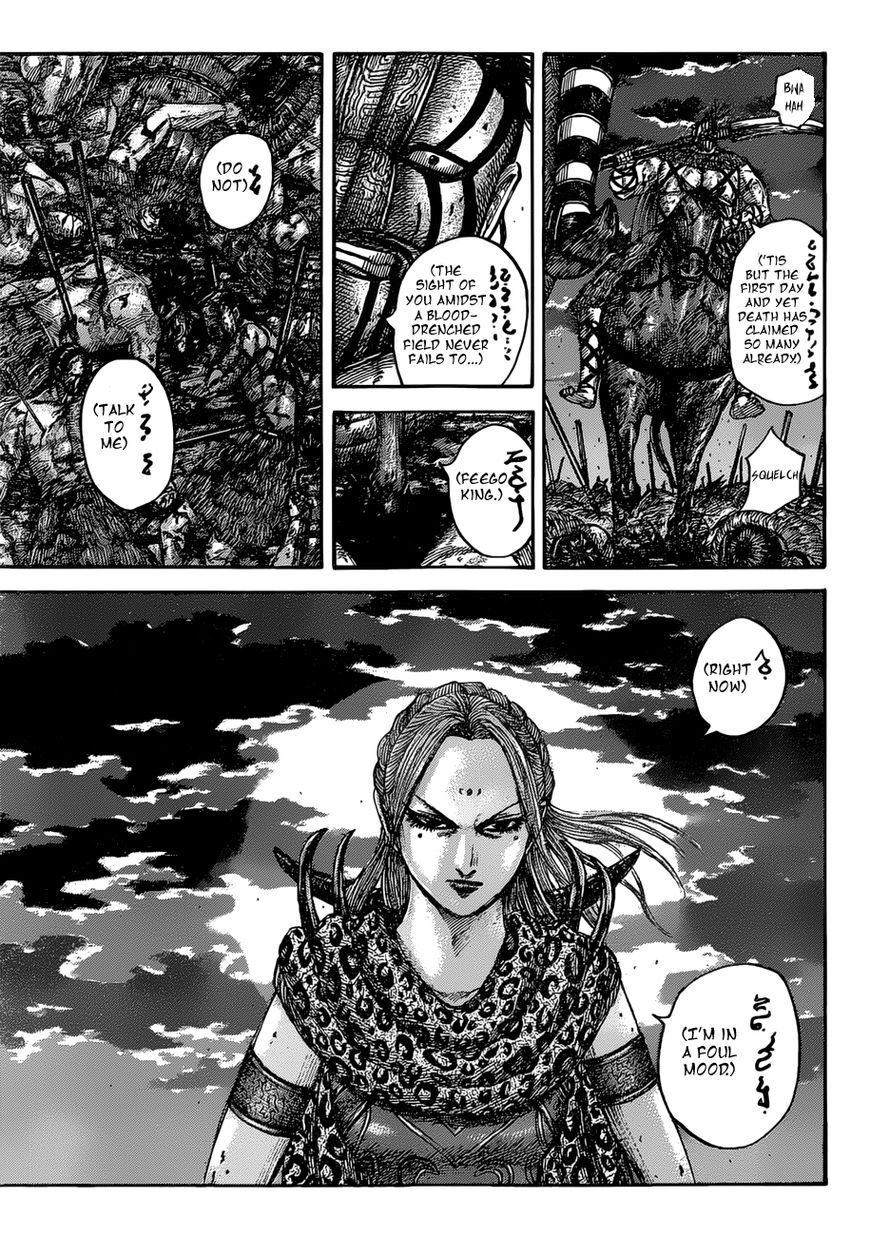 BWA
HAH
('TIS
BUT THE
FIRST DAY
AND YET
DEATH HAS
CLAIMED
SO MANY
ALREADY.)
SQUELCH
(THE
SIGHT OF
YOU AMIDST
A BLOOD-
DRENCHED
FIELD NEVER
FAILS TO...)
(FEEGO
KING.)
(DO
NOT)
(TALK
TO
ME)
(RIGHT
NOW)
(I'M IN
A FOUL
MOOD.)